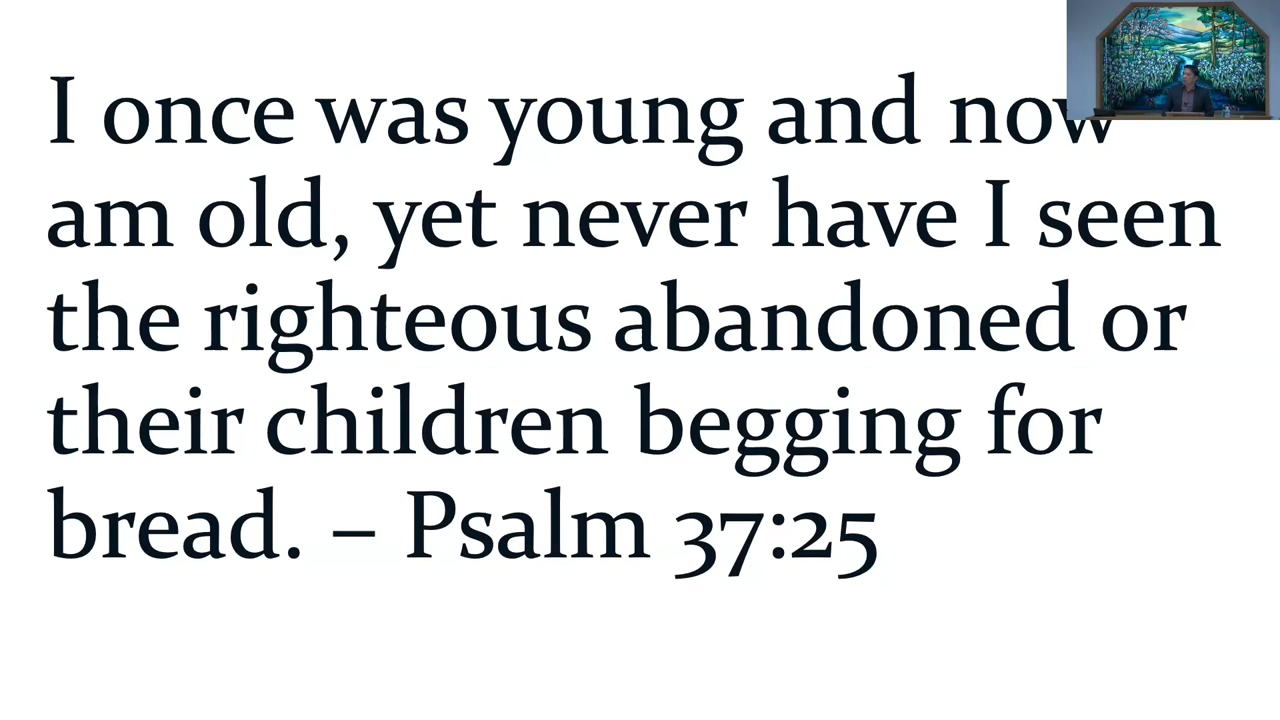 I once was young and now
am old, yet never have I seen
the righteous abandoned or
their children begging for
bread. – Psalm 37:25